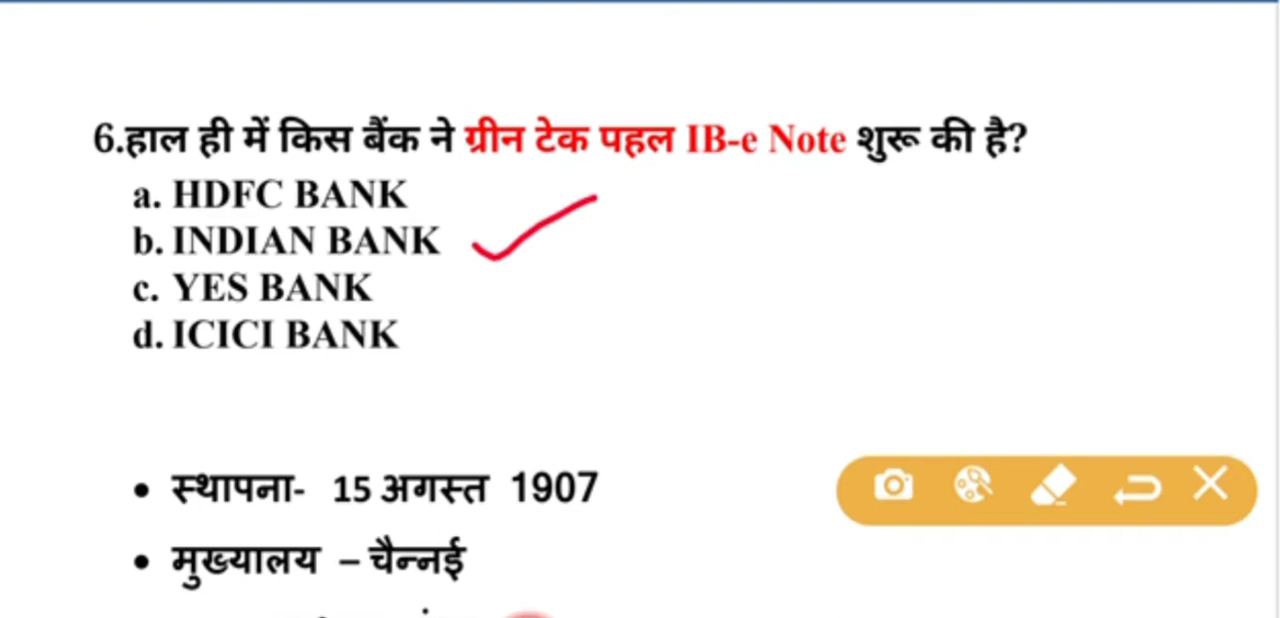 6.हाल ही में किस बैंक ने ग्रीन टेक पहल IB-e Note शुरू की है?
a. HDFC BANK
b. INDIAN BANK
c. YES BANK
d. ICICI BANK
• स्थापना- 15 अगस्त 1907
• मुख्यालय – चैन्नई